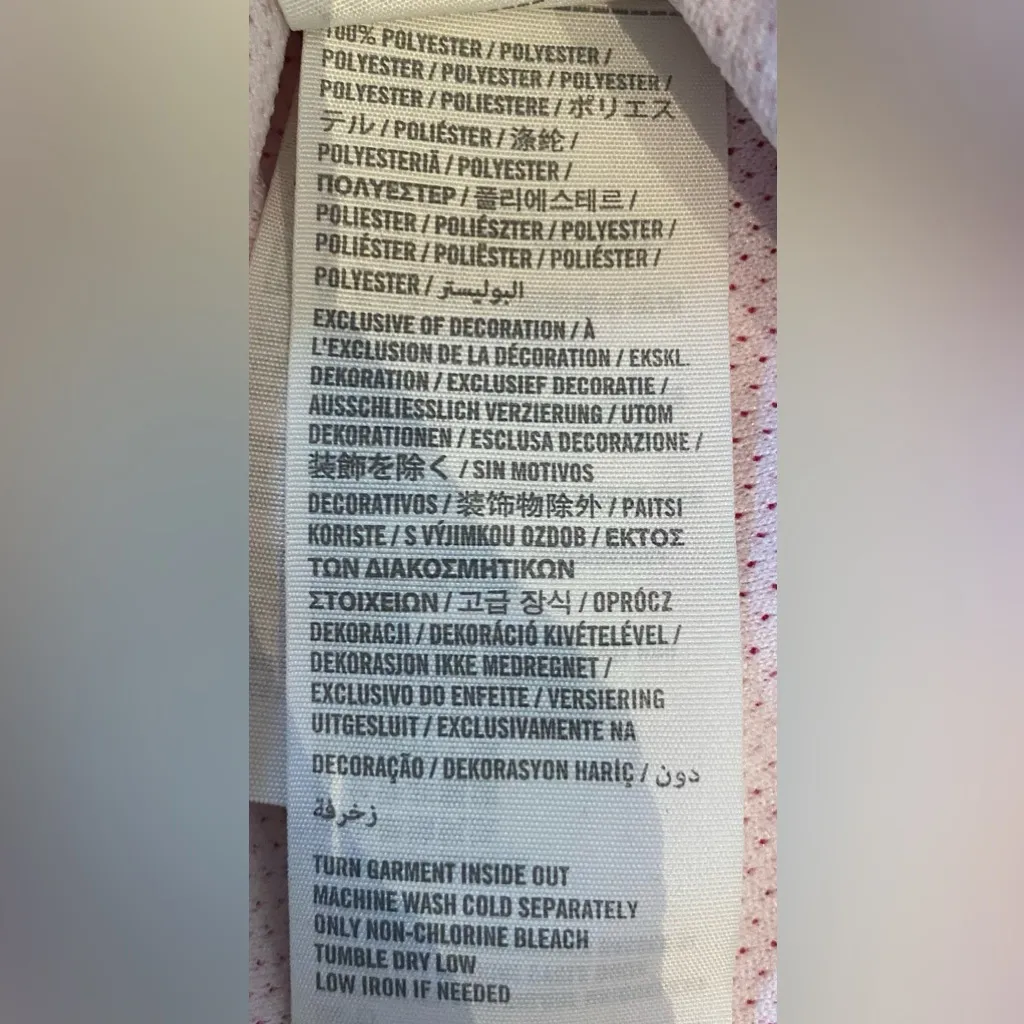 100% POLYESTER / POLYESTER /
POLYESTER / POLYESTER / POLYESTER /
POLYESTER / POLIESTERE / ポリエス
テル / POLIÉSTER / 涤纶 /
POLYESTERIÄ / POLYESTER /
ΠΟΛΥΕΣΤΕΡ / 폴리에스테르 /
POLIESTER / POLIÉSZTER / POLYESTER /
POLIÉSTER / POLIËSTER / POLIÉSTER /
POLYESTER / البوليستر
EXCLUSIVE OF DECORATION / À
L'EXCLUSION DE LA DÉCORATION / EKSKL.
DEKORATION / EXCLUSIEF DECORATIE /
AUSSCHLIESSLICH VERZIERUNG / UTOM
DEKORATIONEN / ESCLUSA DECORAZIONE /
装飾を除く / SIN MOTIVOS
DECORATIVOS / 装饰物除外 / PAITSI
KORISTE / S VÝJIMKOU OZDOB / ΕΚΤΟΣ
ΤΩΝ ΔΙΑΚΟΣΜΗΤΙΚΩΝ
ΣΤΟΙΧΕΙΩΝ / 고급 장식 / OPRÓCZ
DEKORACJI / DEKORÁCIÓ KIVÉTELÉVEL /
DEKORASJON IKKE MEDREGNET /
EXCLUSIVO DO ENFEITE / VERSIERING
UITGESLUIT / EXCLUSIVAMENTE NA
DECORAÇÃO / DEKORASYON HARİÇ / دون
زخرفة
TURN GARMENT INSIDE OUT
MACHINE WASH COLD SEPARATELY
ONLY NON-CHLORINE BLEACH
TUMBLE DRY LOW
LOW IRON IF NEEDED